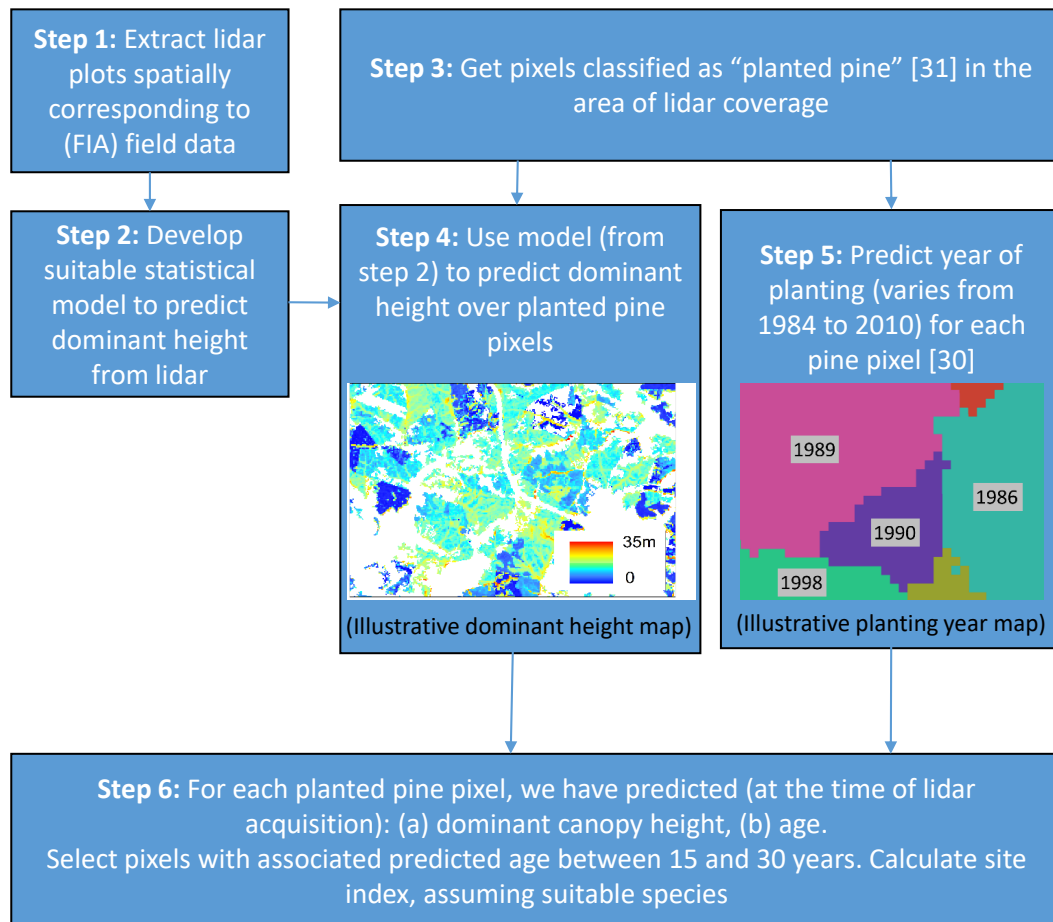 Step 1: Extract lidar
plots spatially
corresponding to
(FIA) field data
Step 3: Get pixels classified as “planted pine” [31] in the
area of lidar coverage
Step 2: Develop
suitable statistical
model to predict
dominant height
from lidar
Step 4: Use model (from
step 2) to predict dominant
height over planted pine
pixels
35m
0
(Illustrative dominant height map)
Step 5: Predict year of
planting (varies from
1984 to 2010) for each
pine pixel [30]
1989
1986
1990
1998
(Illustrative planting year map)
Step 6: For each planted pine pixel, we have predicted (at the time of lidar
acquisition): (a) dominant canopy height, (b) age.
Select pixels with associated predicted age between 15 and 30 years. Calculate site
index, assuming suitable species